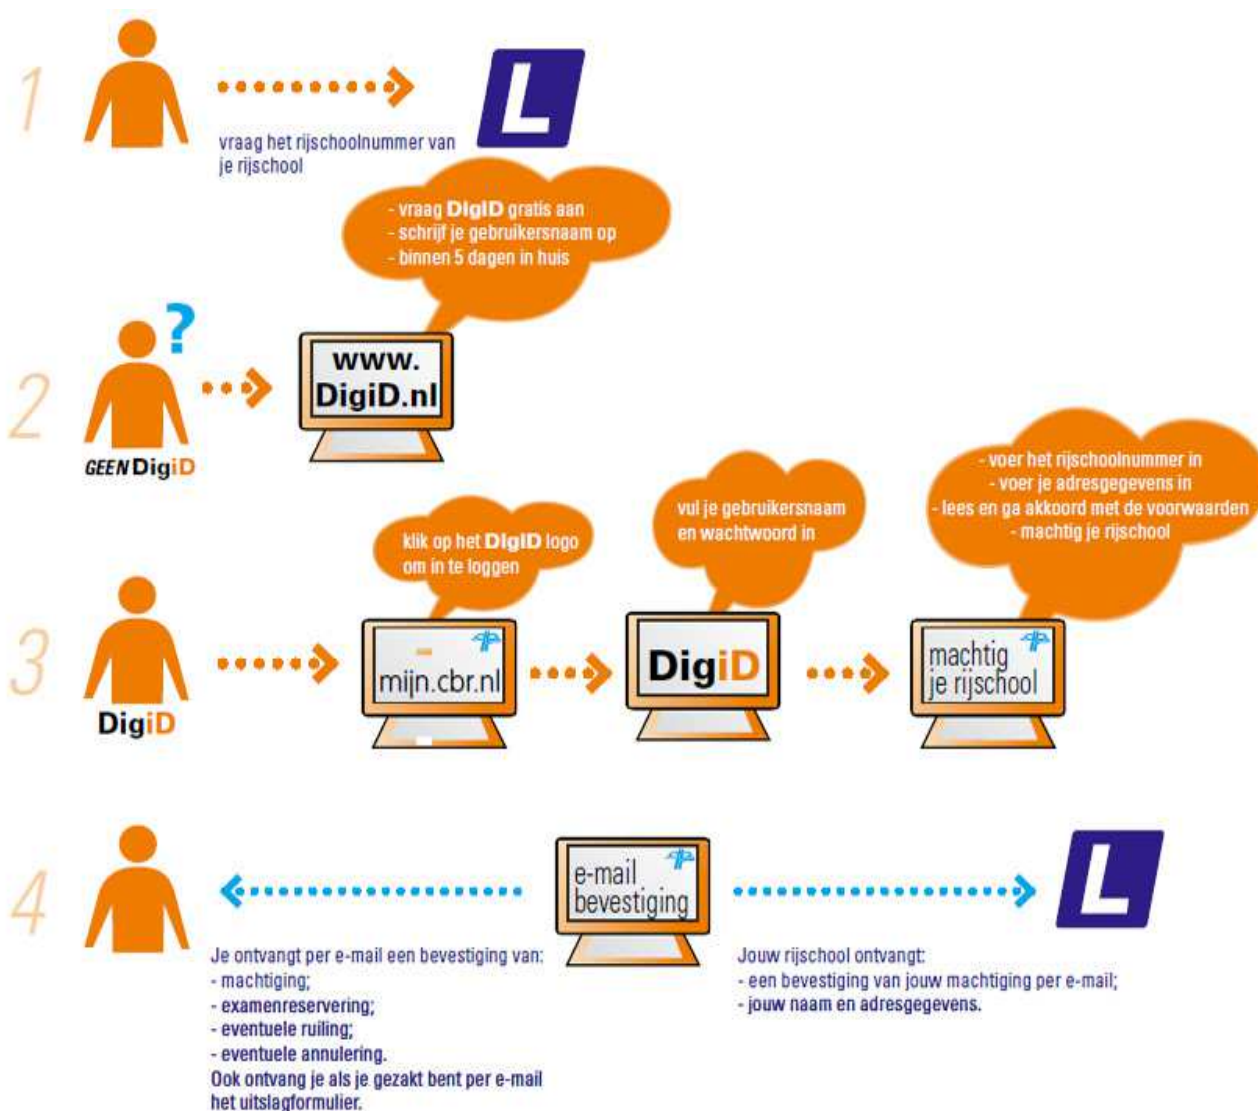 1
L
vraag het rijschoolnummer van
je rijschool
- vraag DigiD gratis aan
- schrijf je gebruikersnaam op
- binnen 5 dagen in huis
2
?
GEEN DigiD
www.
DigiD.nl
3
DigiD
klik op het DigiD logo
om in te loggen
mijn.cbr.nl
vul je gebruikersnaam
en wachtwoord in
DigiD
- voer het rijschoolnummer in
- voer je adresgegevens in
- lees en ga akkoord met de voorwaarden
- machtig je rijschool
machtig
je rijschool
4
e-mail
bevestiging
L
Je ontvangt per e-mail een bevestiging van:
- machtiging;
- examenreservering;
- eventuele ruiling;
- eventuele annulering.
Ook ontvang je als je gezakt bent per e-mail
het uitslagformulier.
Jouw rijschool ontvangt:
- een bevestiging van jouw machtiging per e-mail;
- jouw naam en adresgegevens.